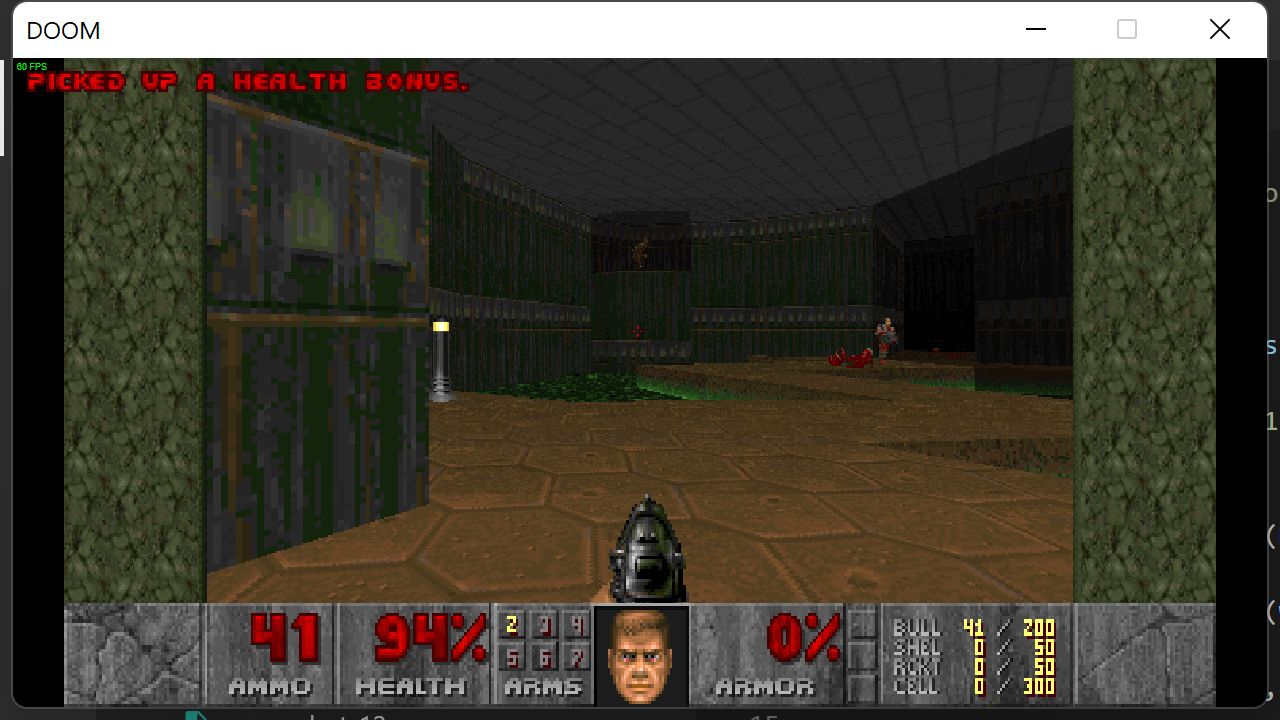 DOOM
60 FPS
PICKED UP A HEALTH BONUS.
41 94% 2 3 4 0% BULL 41 / 200
5 6 7 SHEL 0 / 50
RCKT 0 / 50
AMMO HEALTH ARMS ARMOR CELL 0 / 300